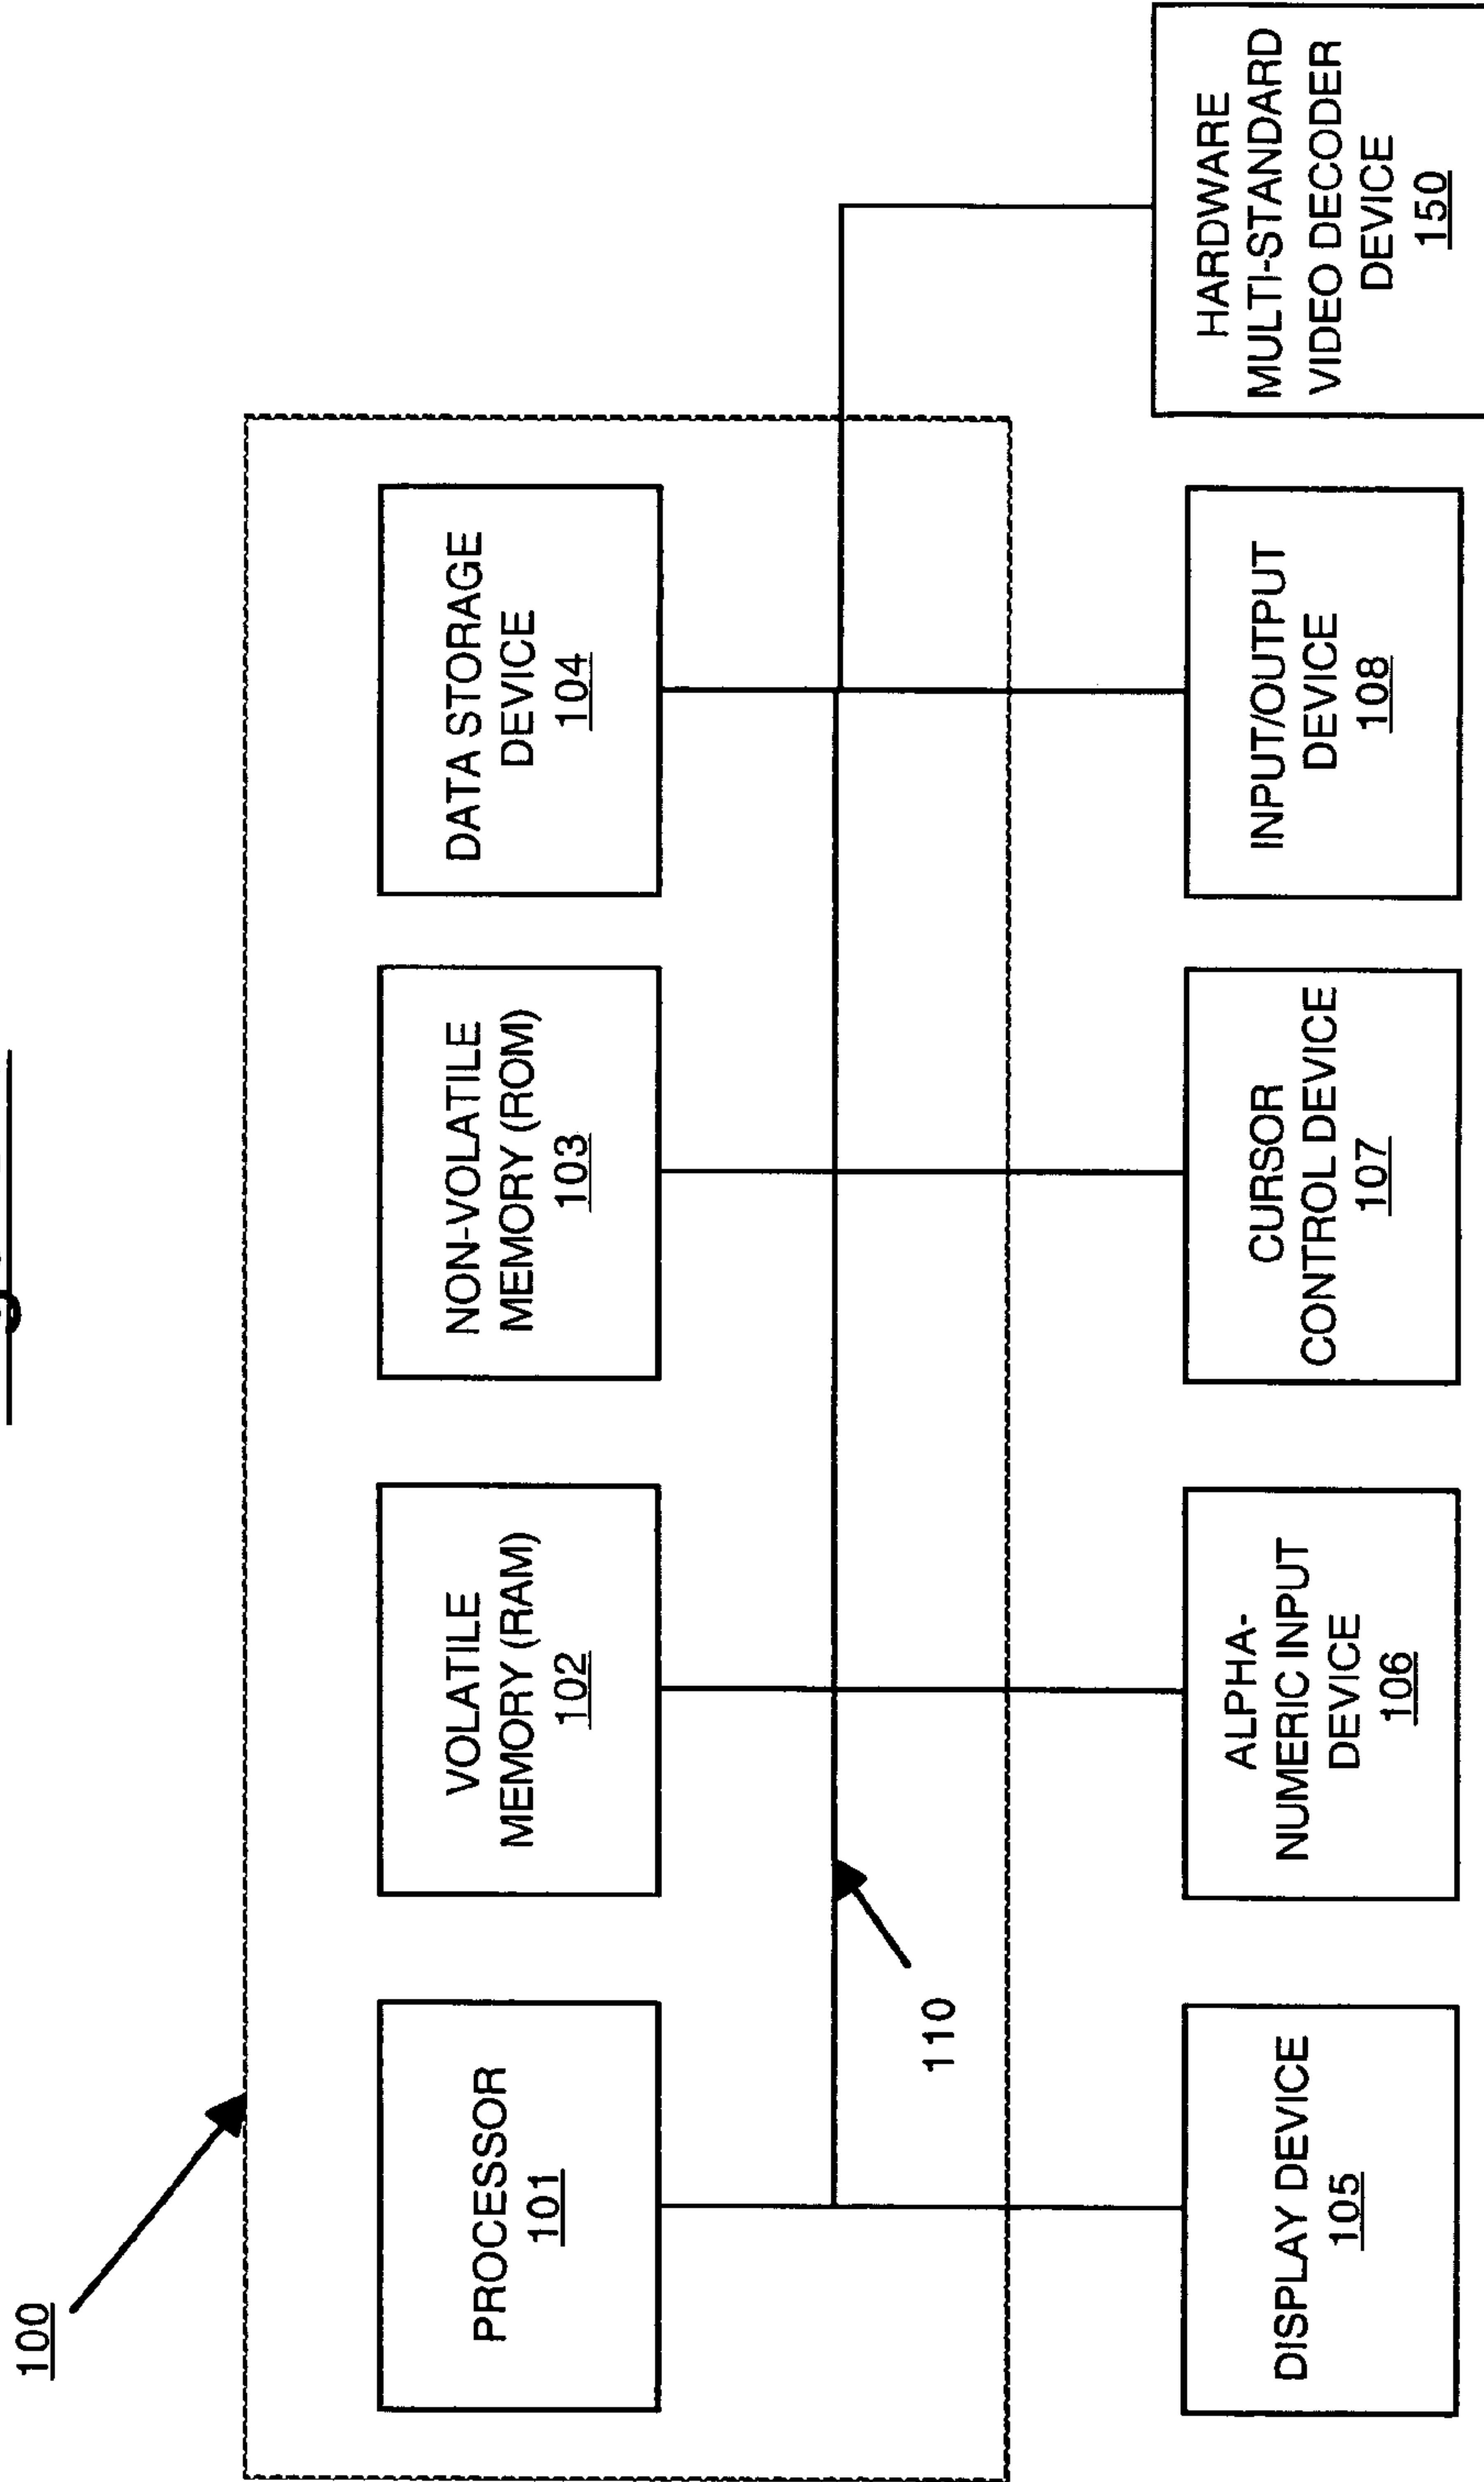 100
PROCESSOR
101
VOLATILE
MEMORY (RAM)
102
NON-VOLATILE
MEMORY (ROM)
103
DATA STORAGE
DEVICE
104
110
DISPLAY DEVICE
105
ALPHA-
NUMERIC INPUT
DEVICE
106
CURSOR
CONTROL DEVICE
107
INPUT/OUTPUT
DEVICE
108
HARDWARE
MULTI-STANDARD
VIDEO DECODER
DEVICE
150